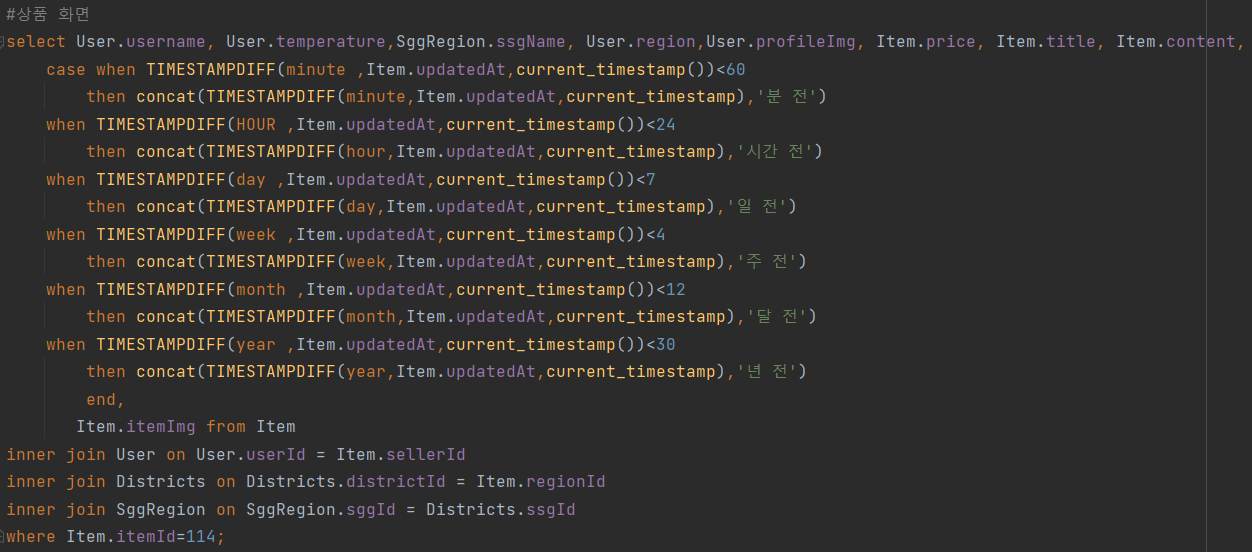 #상품 화면
select User.username, User.temperature,SggRegion.ssgName, User.region,User.profileImg, Item.price, Item.title, Item.content,
case when TIMESTAMPDIFF(minute ,Item.updatedAt,current_timestamp())<60
then concat(TIMESTAMPDIFF(minute,Item.updatedAt,current_timestamp),'분 전')
when TIMESTAMPDIFF(HOUR ,Item.updatedAt,current_timestamp())<24
then concat(TIMESTAMPDIFF(hour,Item.updatedAt,current_timestamp),'시간 전')
when TIMESTAMPDIFF(day ,Item.updatedAt,current_timestamp())<7
then concat(TIMESTAMPDIFF(day,Item.updatedAt,current_timestamp),'일 전')
when TIMESTAMPDIFF(week ,Item.updatedAt,current_timestamp())<4
then concat(TIMESTAMPDIFF(week,Item.updatedAt,current_timestamp),'주 전')
when TIMESTAMPDIFF(month ,Item.updatedAt,current_timestamp())<12
then concat(TIMESTAMPDIFF(month,Item.updatedAt,current_timestamp),'달 전')
when TIMESTAMPDIFF(year ,Item.updatedAt,current_timestamp())<30
then concat(TIMESTAMPDIFF(year,Item.updatedAt,current_timestamp),'년 전')
end,
Item.itemImg from Item
inner join User on User.userId = Item.sellerId
inner join Districts on Districts.districtId = Item.regionId
inner join SggRegion on SggRegion.sggId = Districts.ssgId
where Item.itemId=114;